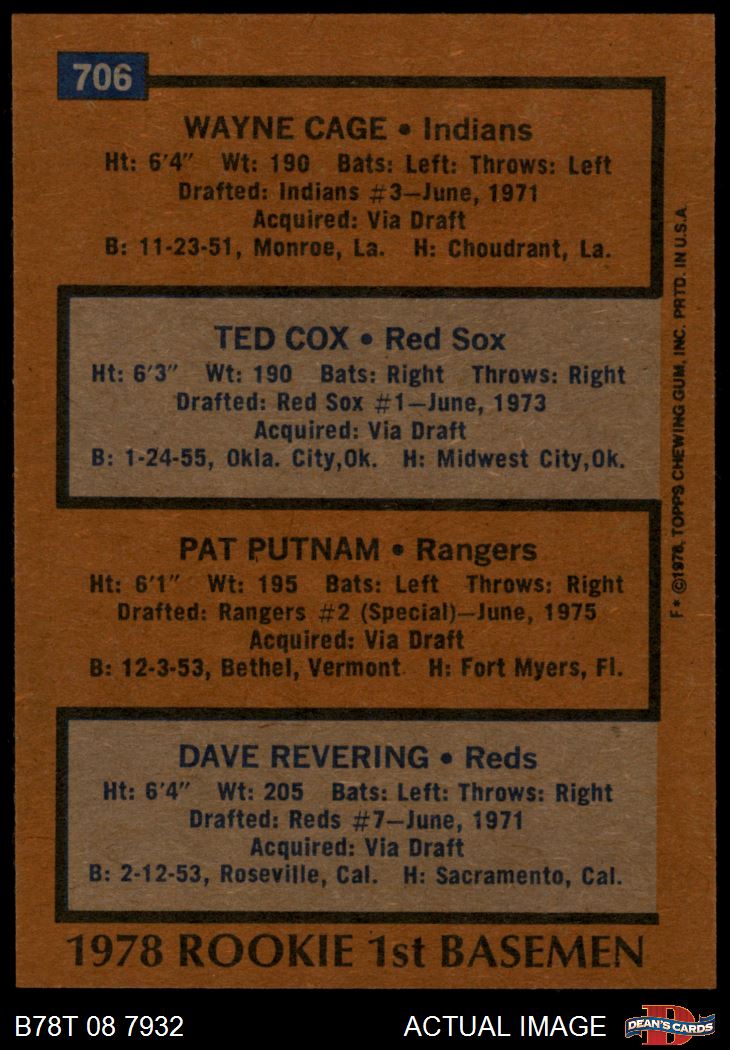 706
WAYNE CAGE • Indians
Ht: 6'4" Wt: 190 Bats: Left: Throws: Left
Drafted: Indians #3—June, 1971
Acquired: Via Draft
B: 11-23-51, Monroe, La. H: Choudrant, La.
TED COX • Red Sox
Ht: 6'3" Wt: 190 Bats: Right Throws: Right
Drafted: Red Sox #1—June, 1973
Acquired: Via Draft
B: 1-24-55, Okla. City,Ok. H: Midwest City,Ok.
PAT PUTNAM • Rangers
Ht: 6'1" Wt: 195 Bats: Left Throws: Right
Drafted: Rangers #2 (Special)—June, 1975
Acquired: Via Draft
B: 12-3-53, Bethel, Vermont H: Fort Myers, Fl.
DAVE REVERING • Reds
Ht: 6'4" Wt: 205 Bats: Left: Throws: Right
Drafted: Reds #7—June, 1971
Acquired: Via Draft
B: 2-12-53, Roseville, Cal. H: Sacramento, Cal.
1978 ROOKIE 1st BASEMEN
F* ©1978, TOPPS CHEWING GUM, INC. PRTD. IN U.S.A.
B78T 08 7932 ACTUAL IMAGE
DEAN'S CARDS